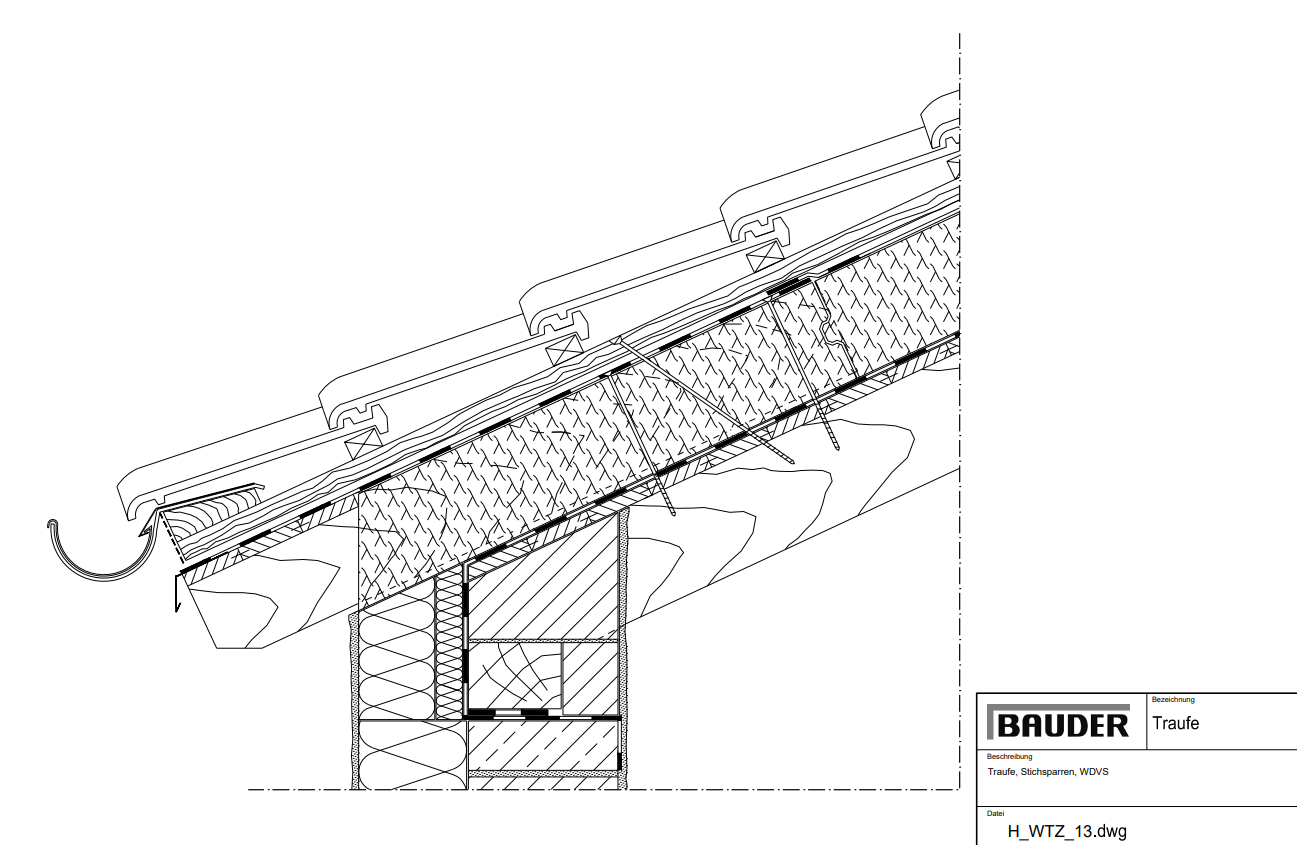 BAUDER
Bezeichnung
Traufe
Beschreibung
Traufe, Stichsparren, WDVS
Datei
H_WTZ_13.dwg